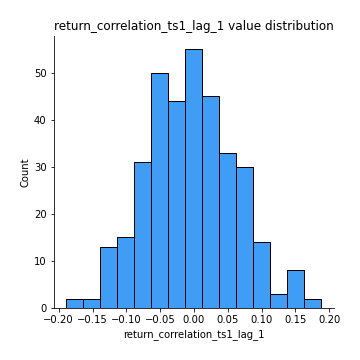 return_correlation_ts1_lag_1 value distribution
50
40
30
20
10
0
Count
−0.20 −0.15 −0.10 −0.05 0.00 0.05 0.10 0.15 0.20
return_correlation_ts1_lag_1